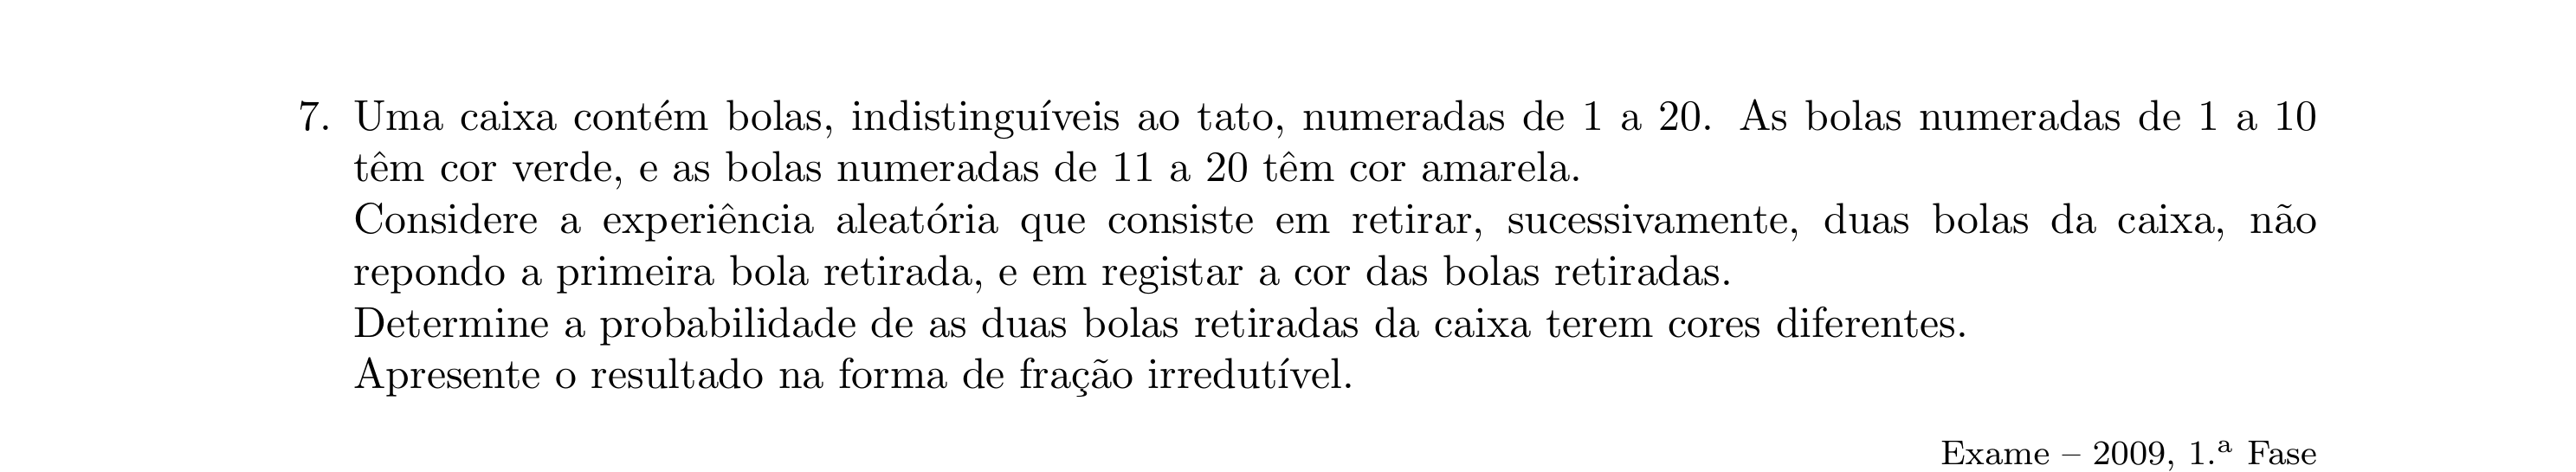 7. Uma caixa contém bolas, indistinguíveis ao tato, numeradas de 1 a 20. As bolas numeradas de 1 a 10
têm cor verde, e as bolas numeradas de 11 a 20 têm cor amarela.
Considere a experiência aleatória que consiste em retirar, sucessivamente, duas bolas da caixa, não
repondo a primeira bola retirada, e em registar a cor das bolas retiradas.
Determine a probabilidade de as duas bolas retiradas da caixa terem cores diferentes.
Apresente o resultado na forma de fração irredutível.
Exame – 2009, 1.ª Fase